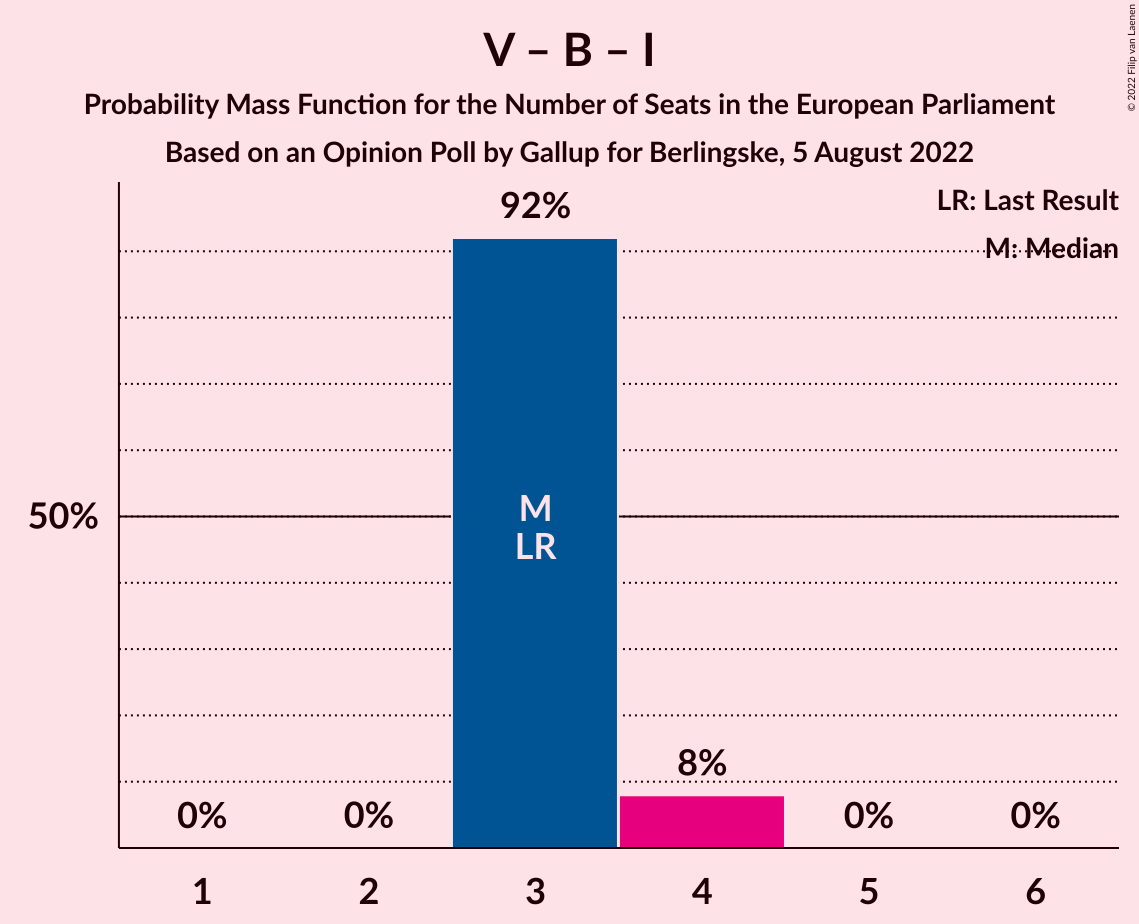 V – B – I
Probability Mass Function for the Number of Seats in the European Parliament
Based on an Opinion Poll by Gallup for Berlingske, 5 August 2022
© 2022 Filip van Laenen
LR: Last Result
M: Median
92%
50%
M
LR
8%
0%
0%
0%
0%
1
2
3
4
5
6